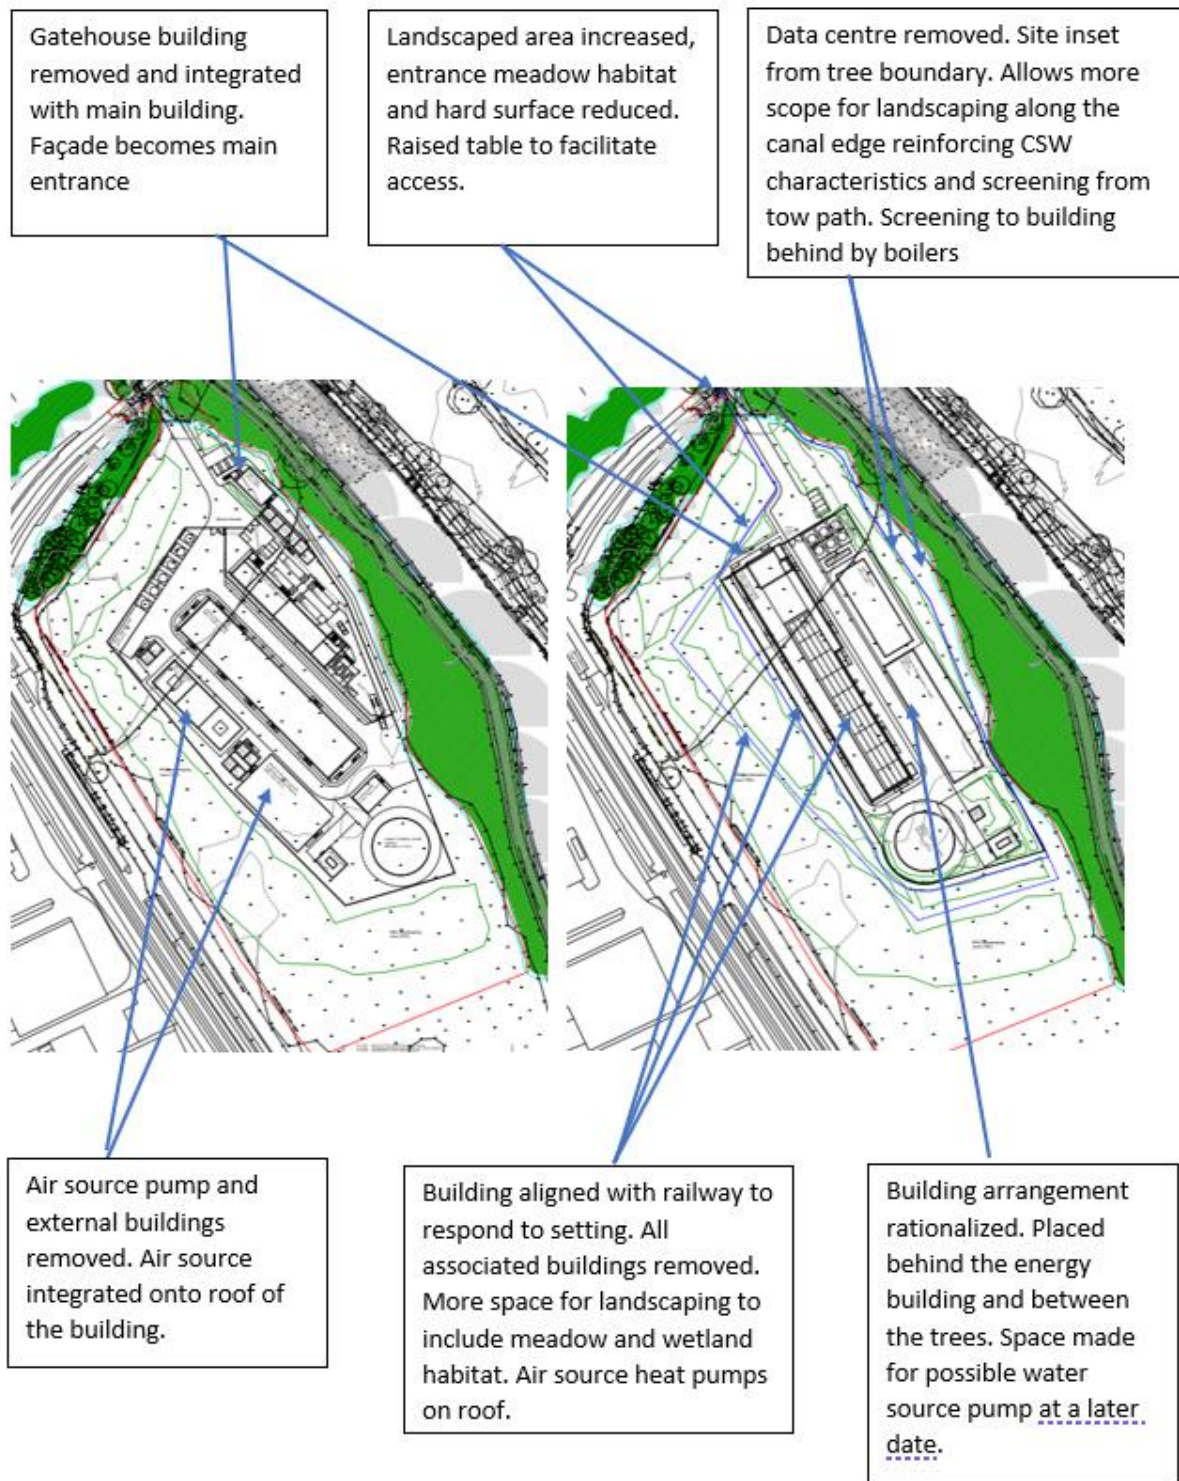 Gatehouse building
removed and integrated
with main building.
Façade becomes main
entrance
Landscaped area increased,
entrance meadow habitat
and hard surface reduced.
Raised table to facilitate
access.
Data centre removed. Site inset
from tree boundary. Allows more
scope for landscaping along the
canal edge reinforcing CSW
characteristics and screening from
tow path. Screening to building
behind by boilers
Air source pump and
external buildings
removed. Air source
integrated onto roof of
the building.
Building aligned with railway to
respond to setting. All
associated buildings removed.
More space for landscaping to
include meadow and wetland
habitat. Air source heat pumps
on roof.
Building arrangement
rationalized. Placed
behind the energy
building and between
the trees. Space made
for possible water
source pump at a later
date.